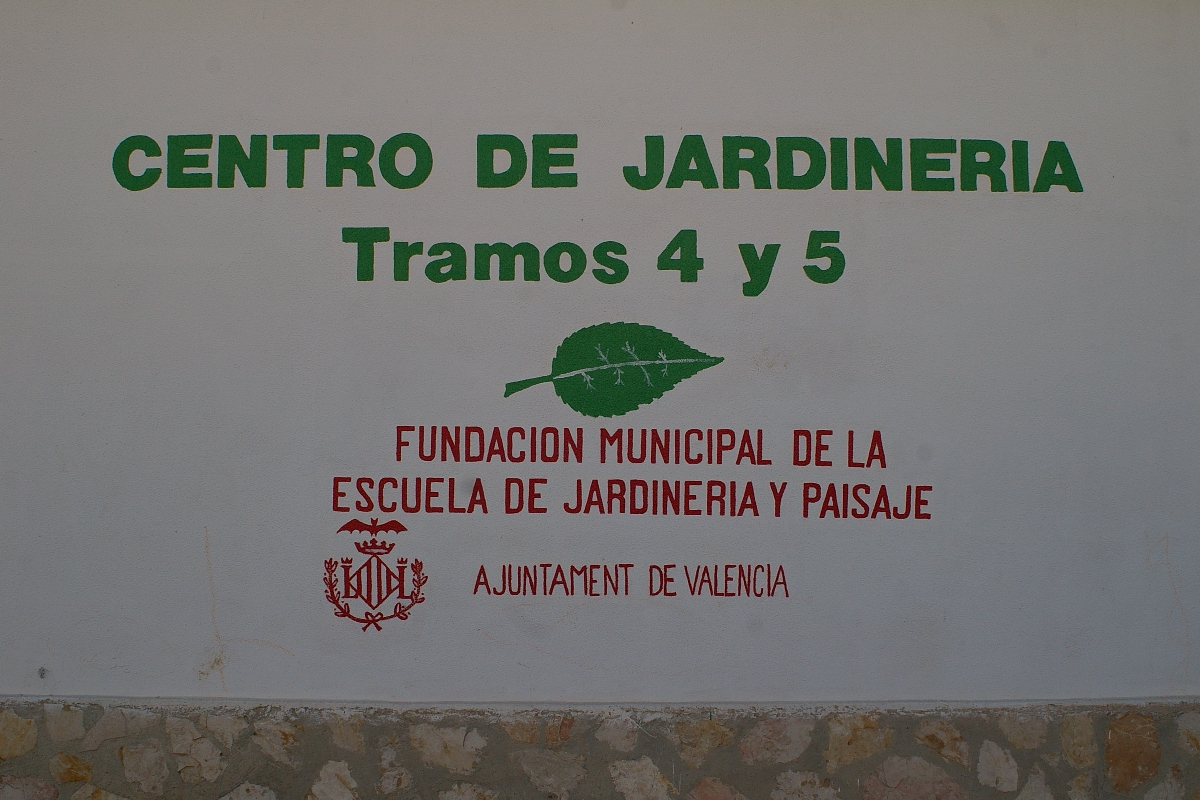 CENTRO DE JARDINERIA
Tramos 4 y 5
FUNDACION MUNICIPAL DE LA
ESCUELA DE JARDINERIA Y PAISAJE
AJUNTAMENT DE VALENCIA